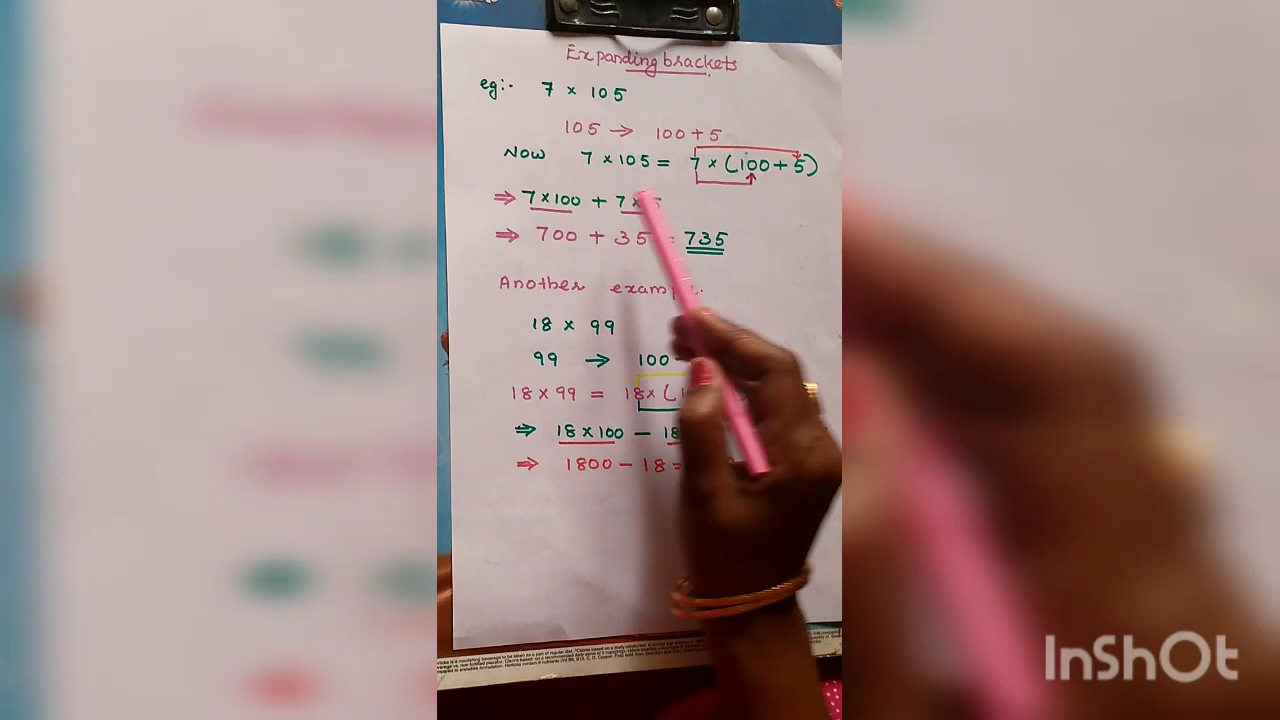 Expanding brackets
eg:- 7 × 105
105 → 100 + 5
Now 7 × 105 = 7 × (100 + 5)
⇒ 7 × 100 + 7 × 5
⇒ 700 + 35 = 735
Another
18 × 99
99 → 100
18 × 99 = 18 × (
⇒ 18 × 100 − 18
⇒ 1800 − 18 =
InShOt